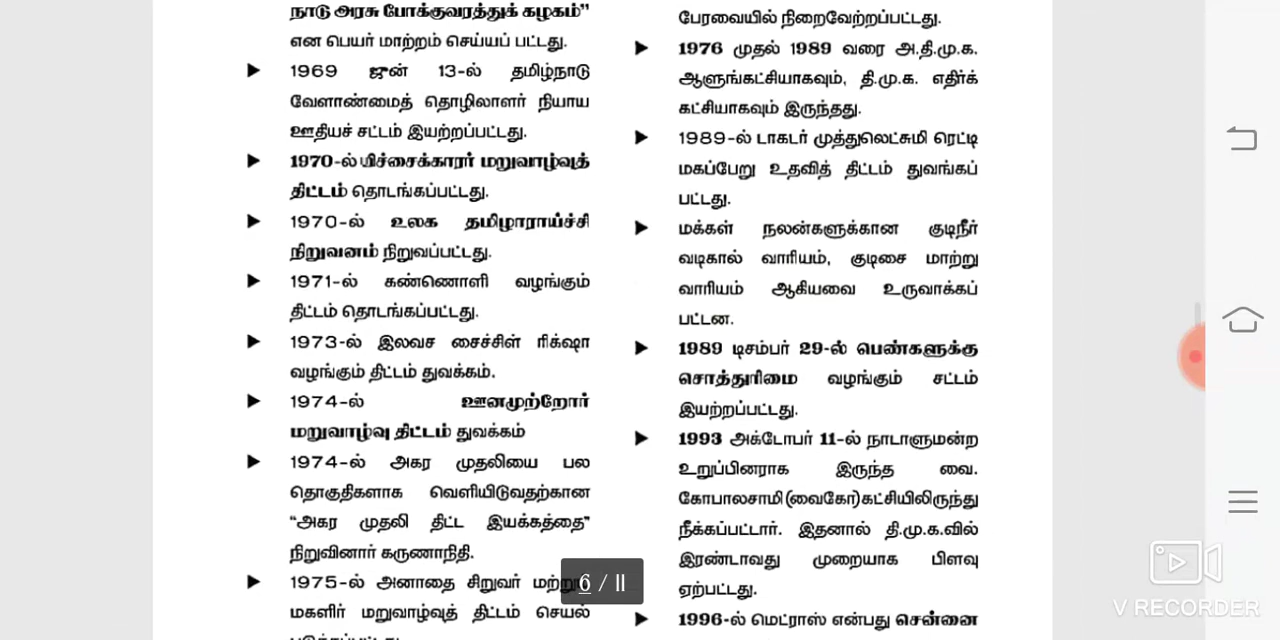 நாடு அரசு போக்குவரத்துக் கழகம்”
என பெயர் மாற்றம் செய்யப் பட்டது.
► 1969 ஜுன் 13-ல் தமிழ்நாடு
வேளாண்மைத் தொழிலாளர் நியாய
ஊதியச் சட்டம் இயற்றப்பட்டது.
► 1970-ல் பிச்சைக்காரர் மறுவாழ்வுத்
திட்டம் தொடங்கப்பட்டது.
► 1970-ல் உலக தமிழாராய்ச்சி
நிறுவனம் நிறுவப்பட்டது.
► 1971-ல் கண்ணொளி வழங்கும்
திட்டம் தொடங்கப்பட்டது.
► 1973-ல் இலவச சைச்சிள் ரிக்ஷா
வழங்கும் திட்டம் துவக்கம்.
► 1974-ல் ஊனமுற்றோர்
மறுவாழ்வு திட்டம் துவக்கம்
► 1974-ல் அகர முதலியை பல
தொகுதிகளாக வெளியிடுவதற்கான
“அகர முதலி திட்ட இயக்கத்தை”
நிறுவினார் கருணாநிதி.
► 1975-ல் அனாதை சிறுவர்
மகளிர் மறுவாழ்வுத் திட்டம் செயல்
பேரவையில் நிறைவேற்றப்பட்டது.
► 1976 முதல் 1989 வரை அ.தி.மு.க.
ஆளுங்கட்சியாகவும், தி.மு.க. எதிர்க்
கட்சியாகவும் இருந்தது.
► 1989-ல் டாகடர் முத்துலெட்சுமி ரெட்டி
மகப்பேறு உதவித் திட்டம் துவங்கப்
பட்டது.
► மக்கள் நலன்களுக்கான குடிநீர்
வடிகால் வாரியம், குடிசை மாற்று
வாரியம் ஆகியவை உருவாக்கப்
பட்டன.
► 1989 டிசம்பர் 29-ல் பெண்களுக்கு
சொத்துரிமை வழங்கும் சட்டம்
இயற்றப்பட்டது.
► 1993 அக்டோபர் 11-ல் நாடாளுமன்ற
உறுப்பினராக இருந்த வை.
கோபாலசாமி(வைகோ)கட்சியிலிருந்து
நீக்கப்பட்டார். இதனால் தி.மு.க.வில்
இரண்டாவது முறையாக பிளவு
ஏற்பட்டது.
► 1996-ல் மெட்ராஸ் என்பது சென்னை
6 / 11
V RECORDER